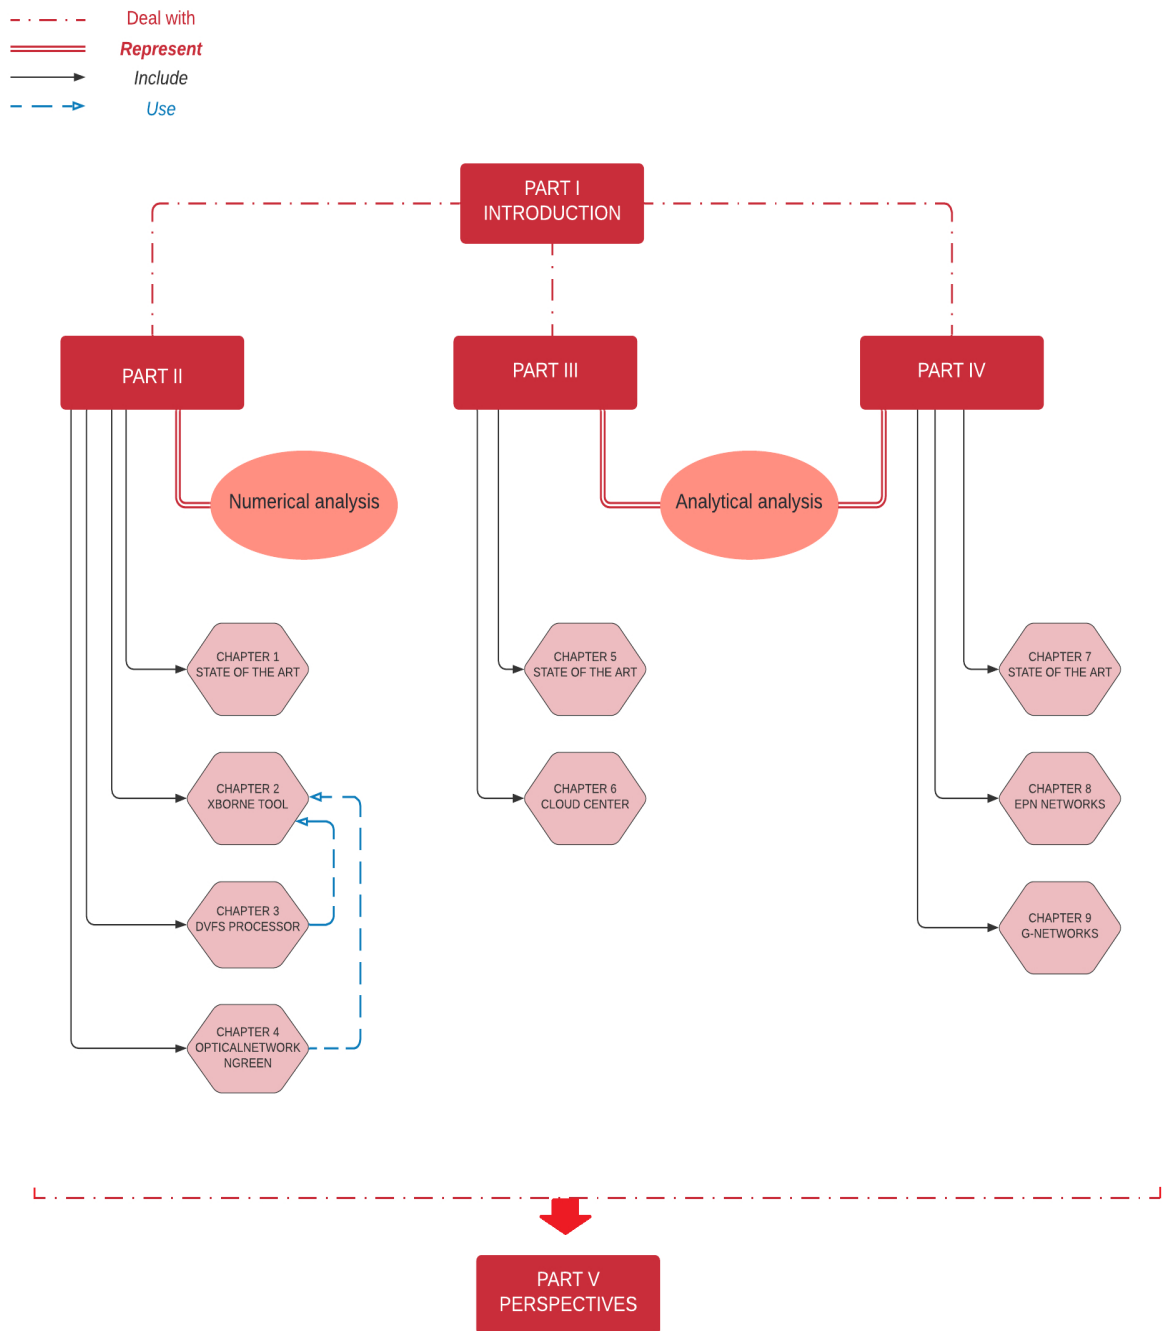 Deal with
Represent
Include
Use
PART I
INTRODUCTION
PART II
PART III
PART IV
Numerical analysis
Analytical analysis
CHAPTER 1
STATE OF THE ART
CHAPTER 5
STATE OF THE ART
CHAPTER 7
STATE OF THE ART
CHAPTER 2
XBORNE TOOL
CHAPTER 6
CLOUD CENTER
CHAPTER 8
EPN NETWORKS
CHAPTER 3
DVFS PROCESSOR
CHAPTER 9
G-NETWORKS
CHAPTER 4
OPTICALNETWORK
NGREEN
PART V
PERSPECTIVES